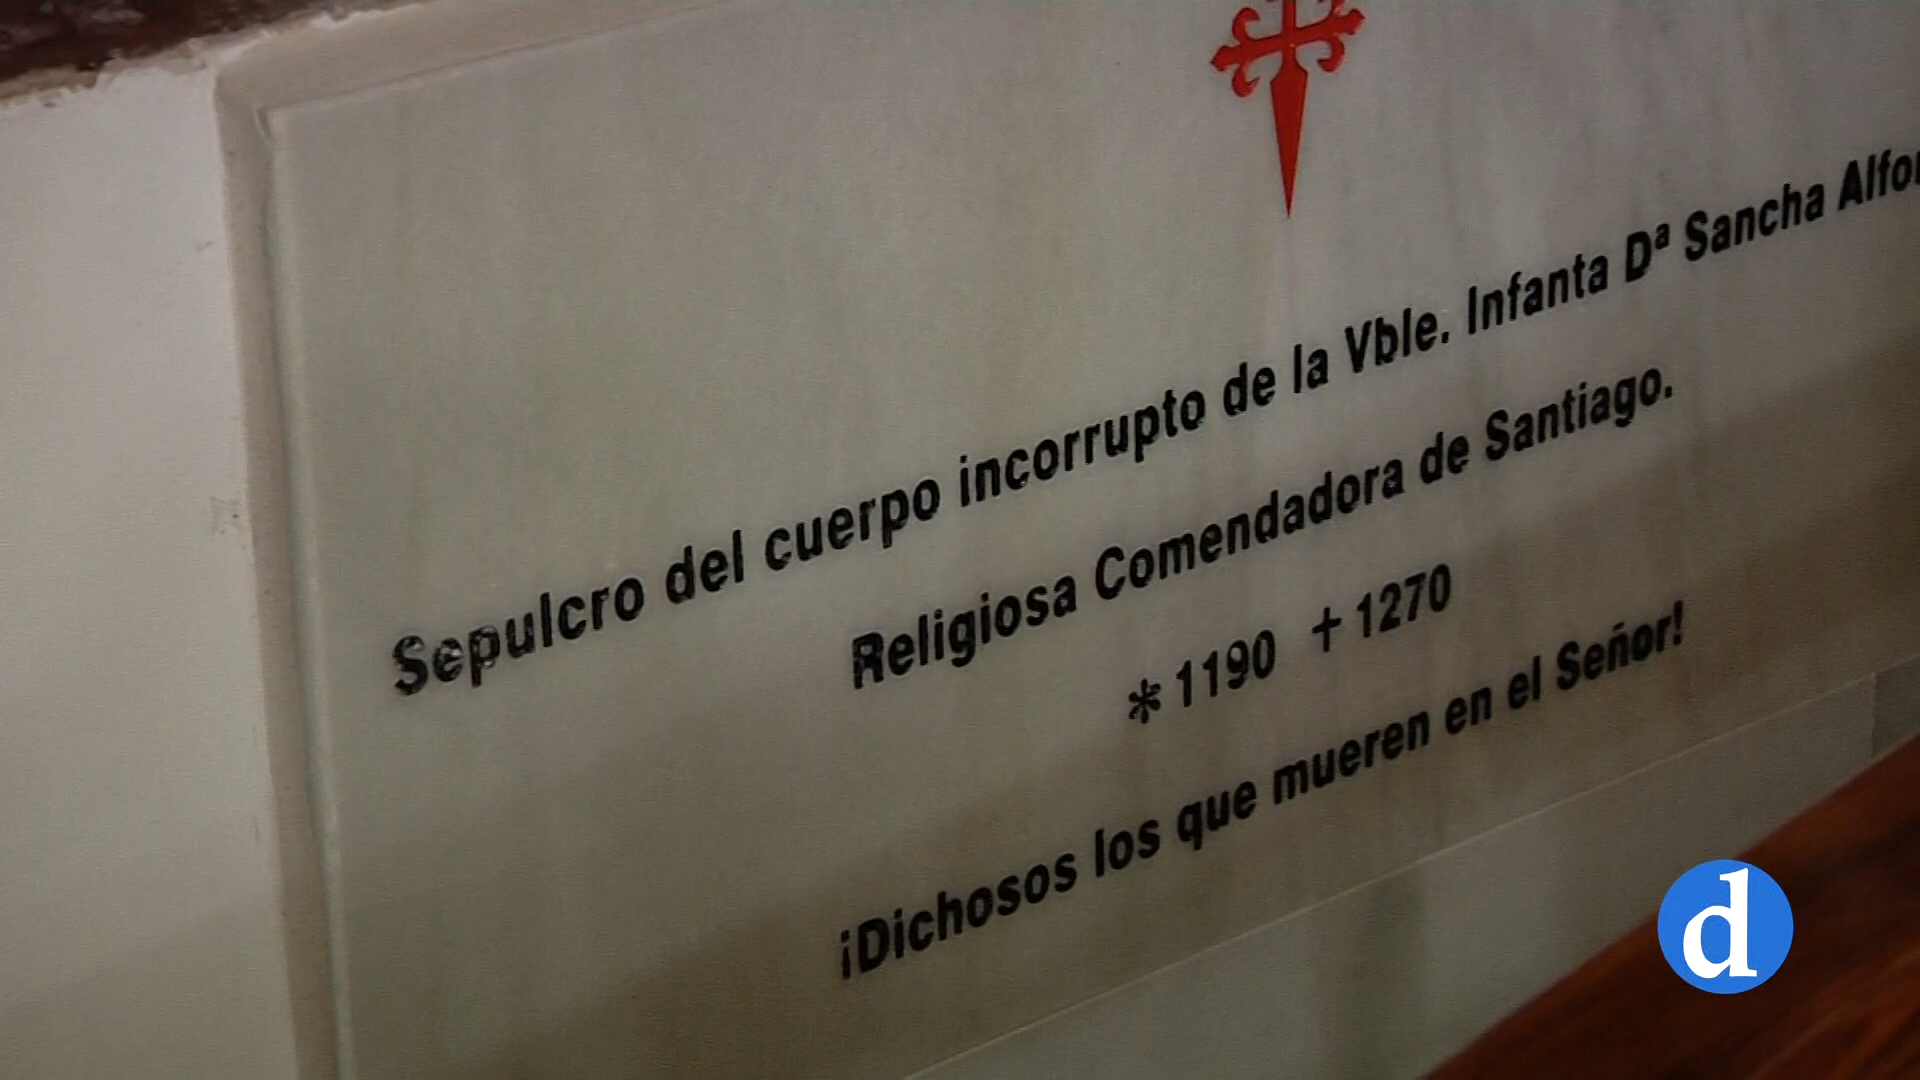 Sepulcro del cuerpo incorrupto de la Vble. Infanta Dª Sancha Alfo
Religiosa Comendadora de Santiago.
* 1190 † 1270
¡Dichosos los que mueren en el Señor!
d